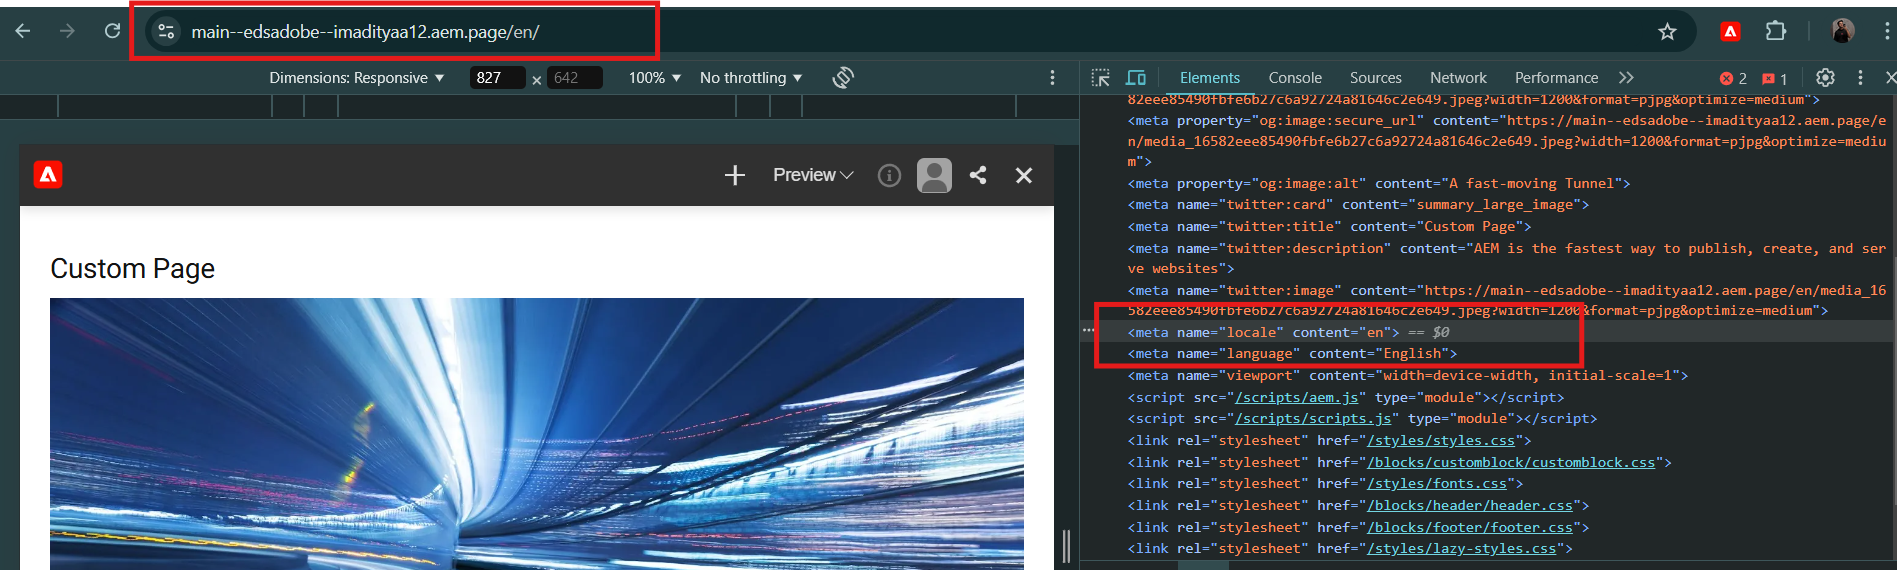 main--edsadobe--imadityaa12.aem.page/en/
Dimensions: Responsive 827 × 642 100% No throttling
Elements Console Sources Network Performance 2 1
82eee85490fbfe6b27c6a92724a81646c2e649.jpeg?width=1200&format=pjpg&optimize=medium">
<meta property="og:image:secure_url" content="https://main--edsadobe--imadityaa12.aem.page/e
n/media_16582eee85490fbfe6b27c6a92724a81646c2e649.jpeg?width=1200&format=pjpg&optimize=mediu
m">
<meta property="og:image:alt" content="A fast-moving Tunnel">
<meta name="twitter:card" content="summary_large_image">
<meta name="twitter:title" content="Custom Page">
<meta name="twitter:description" content="AEM is the fastest way to publish, create, and ser
ve websites">
<meta name="twitter:image" content="https://main--edsadobe--imadityaa12.aem.page/en/media_16
582eee85490fbfe6b27c6a92724a81646c2e649.jpeg?width=1200&format=pjpg&optimize=medium">
<meta name="locale" content="en"> == $0
<meta name="language" content="English">
<meta name="viewport" content="width=device-width, initial-scale=1">
<script src="/scripts/aem.js" type="module"></script>
<script src="/scripts/scripts.js" type="module"></script>
<link rel="stylesheet" href="/styles/styles.css">
<link rel="stylesheet" href="/blocks/customblock/customblock.css">
<link rel="stylesheet" href="/styles/fonts.css">
<link rel="stylesheet" href="/blocks/header/header.css">
<link rel="stylesheet" href="/blocks/footer/footer.css">
<link rel="stylesheet" href="/styles/lazy-styles.css">
Preview
Custom Page